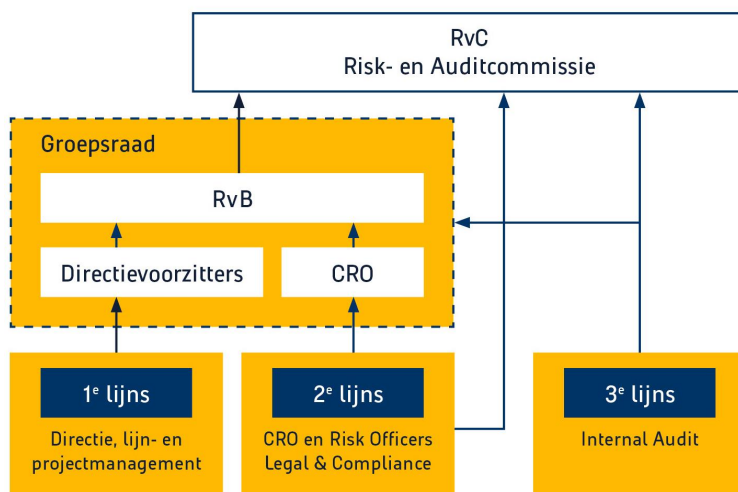 RvC
Risk- en Auditcommissie
Groepsraad
RvB
Directievoorzitters
CRO
1e lijns
Directie, lijn- en
projectmanagement
2e lijns
CRO en Risk Officers
Legal & Compliance
3e lijns
Internal Audit